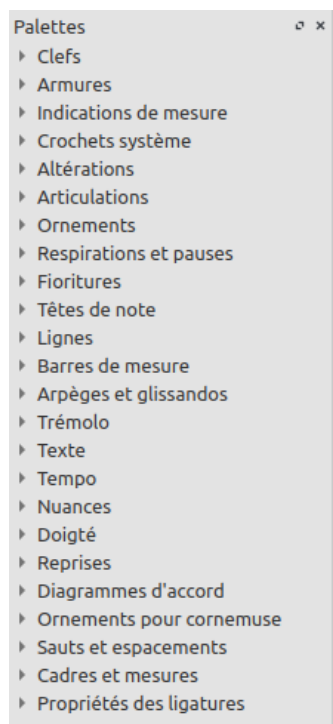 Palettes
Clefs
Armures
Indications de mesure
Crochets système
Altérations
Articulations
Ornements
Respirations et pauses
Fioritures
Têtes de note
Lignes
Barres de mesure
Arpèges et glissandos
Trémolo
Texte
Tempo
Nuances
Doigté
Reprises
Diagrammes d'accord
Ornements pour cornemuse
Sauts et espacements
Cadres et mesures
Propriétés des ligatures